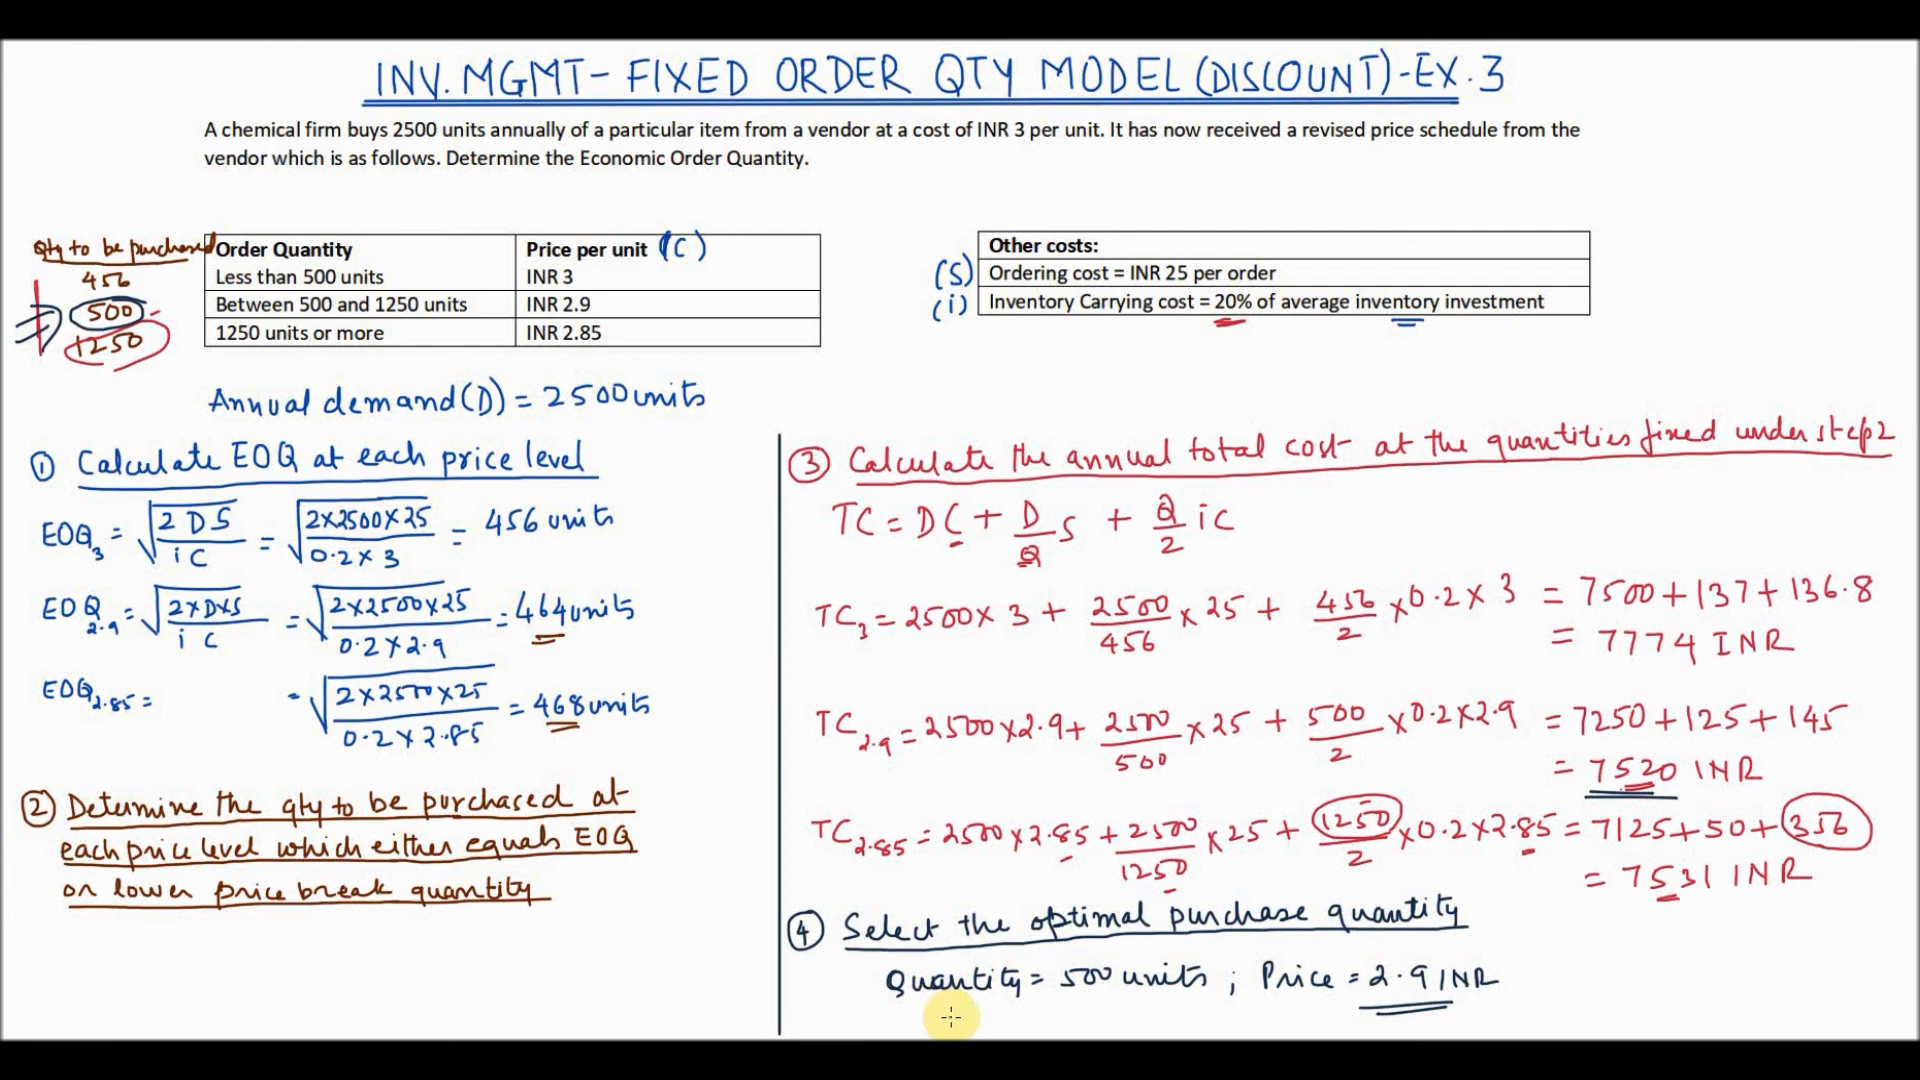 INV. MGMT - FIXED ORDER QTY MODEL (DISCOUNT) - EX. 3
A chemical firm buys 2500 units annually of a particular item from a vendor at a cost of INR 3 per unit. It has now received a revised price schedule from the
vendor which is as follows. Determine the Economic Order Quantity.
Qty to be purchased
456
500
1250
Order Quantity Price per unit (C)
Less than 500 units INR 3
Between 500 and 1250 units INR 2.9
1250 units or more INR 2.85
Other costs:
(S) Ordering cost = INR 25 per order
(i) Inventory Carrying cost = 20% of average inventory investment
Annual demand (D) = 2500 units
① Calculate EOQ at each price level
EOQ₃ = √(2DS / iC) = √(2×2500×25 / 0.2×3) = 456 units
EOQ₂.₉ = √(2×D×S / iC) = √(2×2500×25 / 0.2×2.9) = 464 units
EOQ₂.₈₅ = = √(2×2500×25 / 0.2×2.85) = 468 units
② Determine the qty to be purchased at
each price level which either equals EOQ
or lower price break quantity
③ Calculate the annual total cost at the quantities fixed under step 2
TC = DC + D/Q S + Q/2 iC
TC₃ = 2500×3 + 2500/456 × 25 + 456/2 × 0.2 × 3 = 7500 + 137 + 136.8
= 7774 INR
TC₂.₉ = 2500×2.9 + 2500/500 × 25 + 500/2 × 0.2 × 2.9 = 7250 + 125 + 145
= 7520 INR
TC₂.₈₅ = 2500×2.85 + 2500/1250 × 25 + 1250/2 × 0.2 × 2.85 = 7125 + 50 + 356
= 7531 INR
④ Select the optimal purchase quantity
Quantity = 500 units ; Price = 2.9 INR